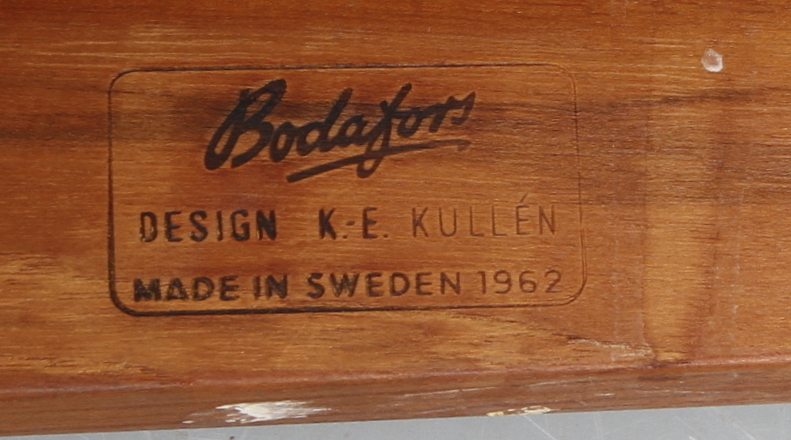 Bodafors
DESIGN K.-E. KULLÉN
MADE IN SWEDEN 1962